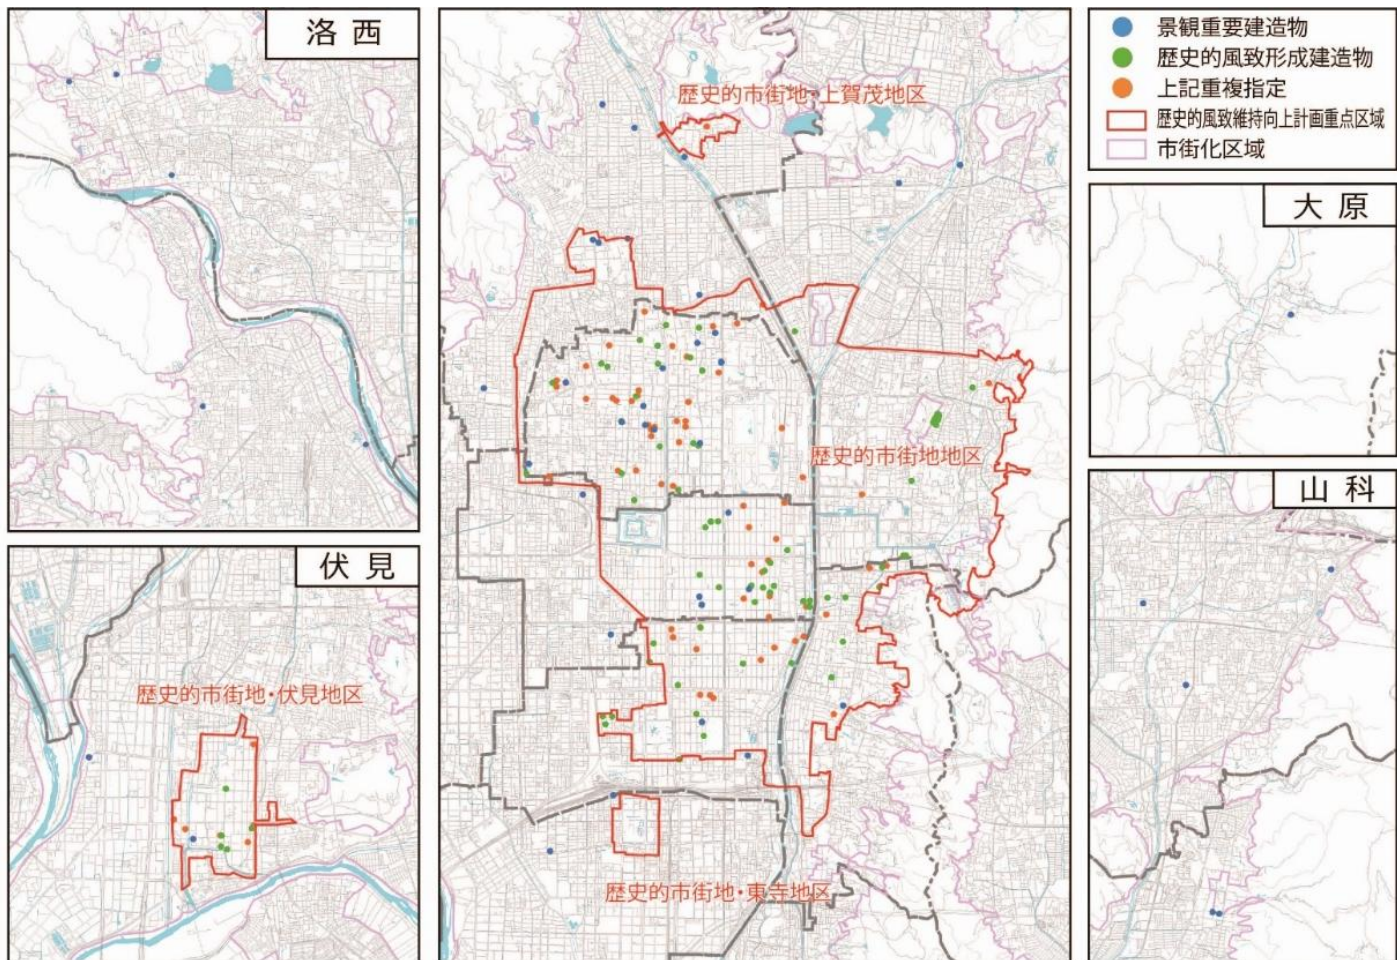 洛西
歴史的市街地・上賀茂地区
歴史的市街地地区
歴史的市街地・東寺地区
景観重要建造物
歴史的風致形成建造物
上記重複指定
歴史的風致維持向上計画重点区域
市街化区域
大原
山科
伏見
歴史的市街地・伏見地区